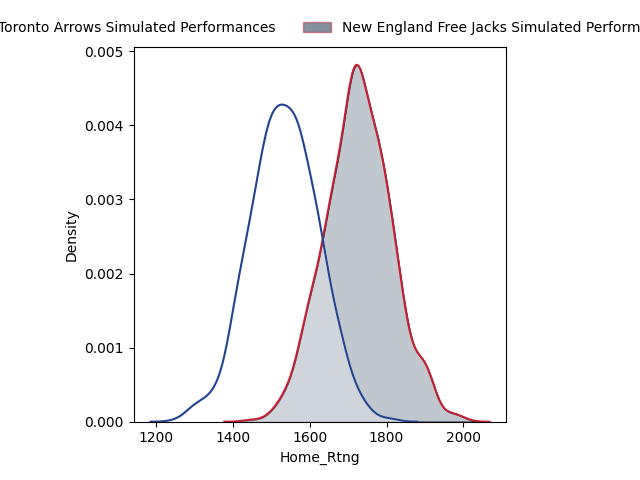 Toronto Arrows Simulated Performances
New England Free Jacks Simulated Perform
0.005
0.004
0.003
0.002
0.001
0.000
Density
1200 1400 1600 1800 2000
Home_Rtng